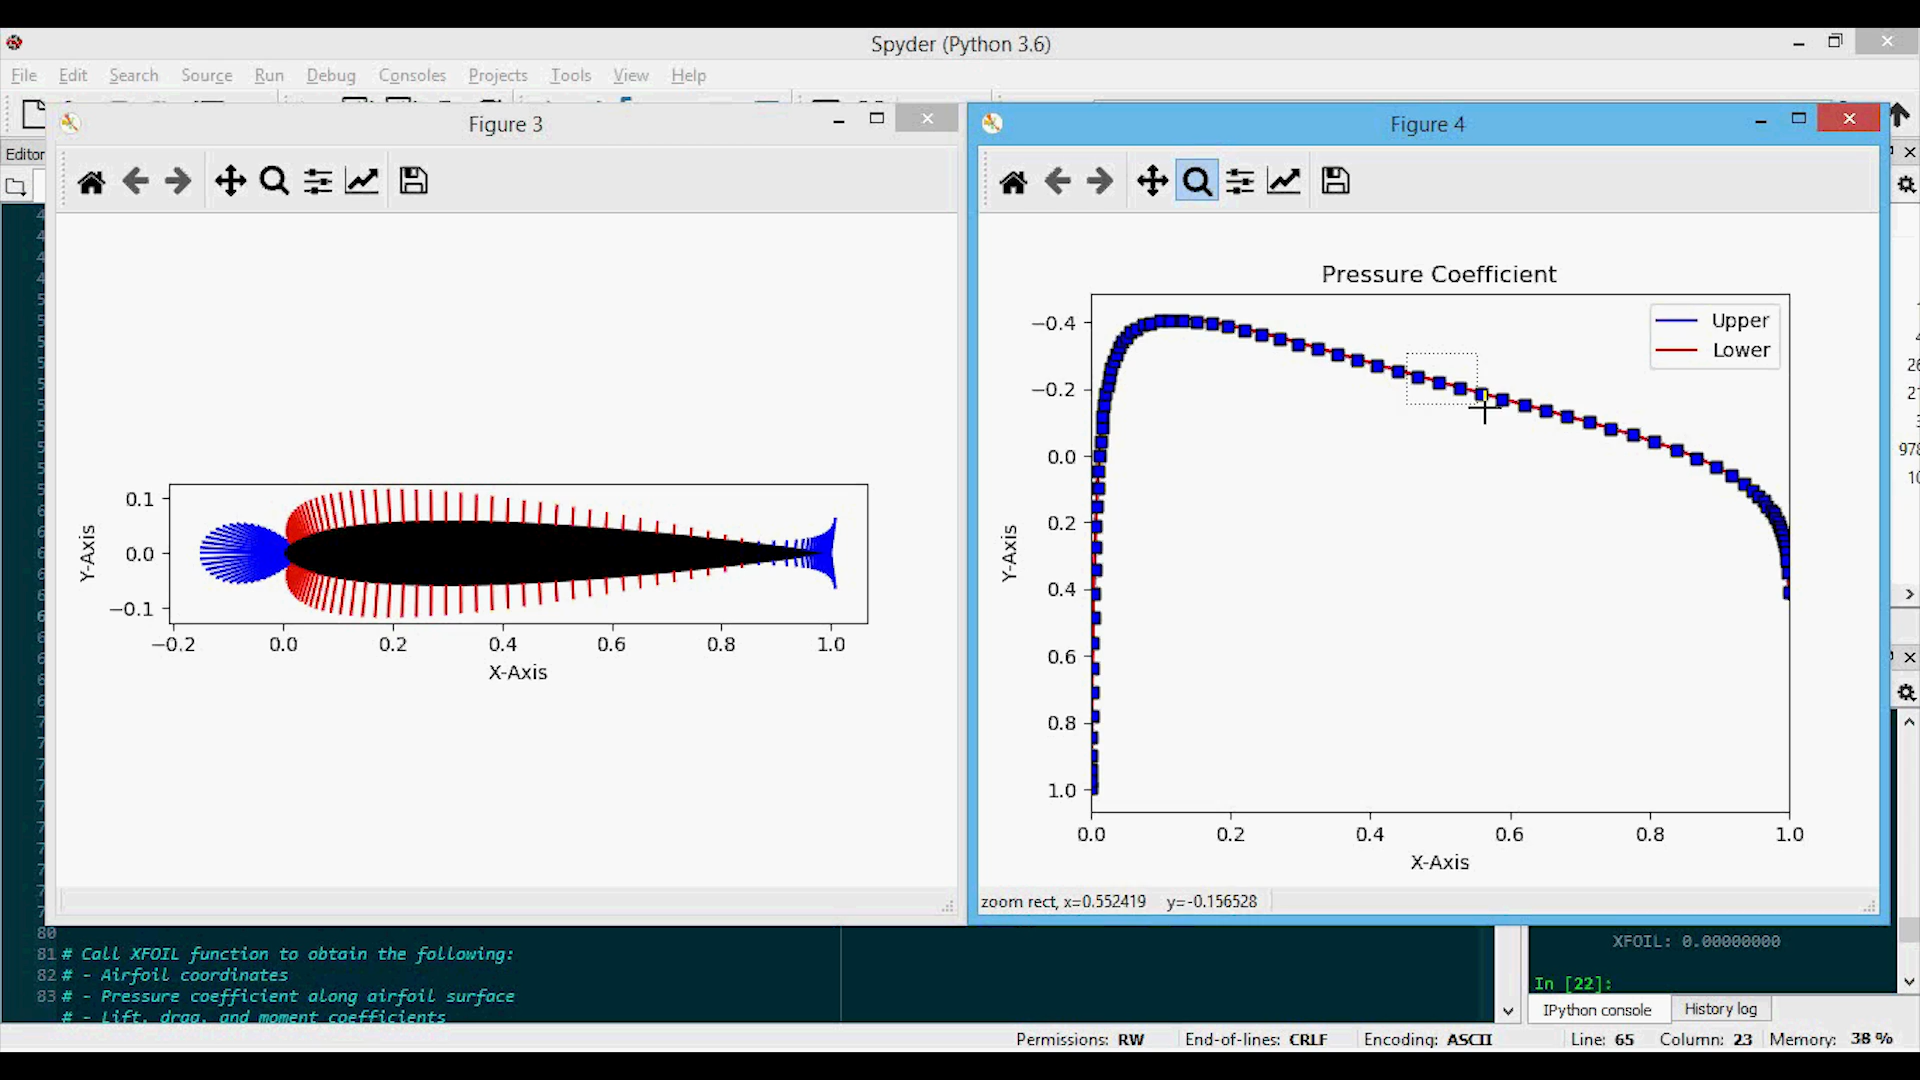 Spyder (Python 3.6)
File Edit Search Source Run Debug Consoles Projects Tools View Help
Figure 3
Figure 4
Editor
Pressure Coefficient
−0.4
−0.2
0.0
0.2
0.4
0.6
0.8
1.0
Y-Axis
Upper
Lower
0.0 0.2 0.4 0.6 0.8 1.0
X-Axis
0.1
0.0
−0.1
Y-Axis
−0.2 0.0 0.2 0.4 0.6 0.8 1.0
X-Axis
zoom rect, x=0.552419 y=-0.156528
80
81 # Call XFOIL function to obtain the following:
82 # - Airfoil coordinates
83 # - Pressure coefficient along airfoil surface
# - Lift, drag, and moment coefficients
XFOIL: 0.00000000
In [22]:
IPython console History log
Permissions: RW End-of-lines: CRLF Encoding: ASCII Line: 65 Column: 23 Memory: 38 %